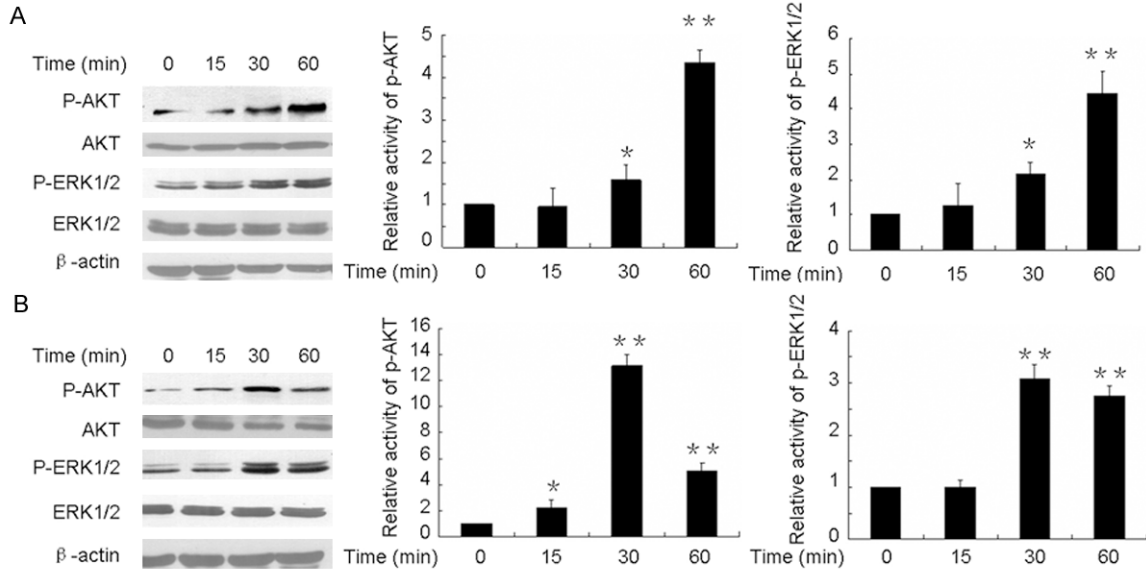 A
Time (min) 0 15 30 60
P-AKT
AKT
P-ERK1/2
ERK1/2
β-actin
Relative activity of p-AKT
5
4
3
2
1
0
*
**
Time (min) 0 15 30 60
Relative activity of p-ERK1/2
6
5
4
3
2
1
0
*
**
Time (min) 0 15 30 60
B
Time (min) 0 15 30 60
P-AKT
AKT
P-ERK1/2
ERK1/2
β-actin
Relative activity of p-AKT
16
14
12
10
8
6
4
2
0
*
**
**
Time (min) 0 15 30 60
Relative activity of p-ERK1/2
4
3
2
1
0
**
**
Time (min) 0 15 30 60